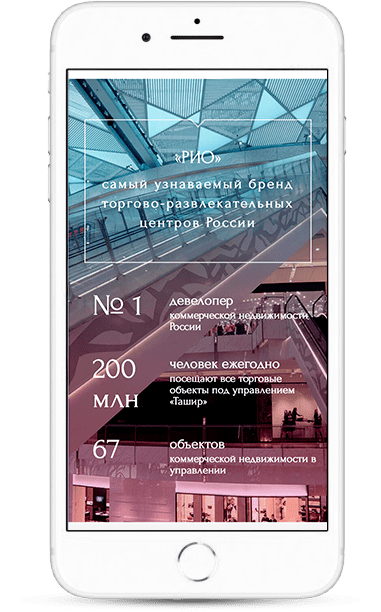 «РИО»
самый узнаваемый бренд
торгово-развлекательных
центров России
№ 1
девелопер
коммерческой недвижимости
России
200
млн
человек ежегодно
посещают все торговые
объекты под управлением
«Ташир»
67
объектов
коммерческой недвижимости в
управлении